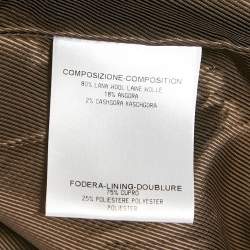 COMPOSIZIONE-COMPOSITION
80% LANA WOOL LAINE WOLLE
18% ANGORA
2% CASHGORA KASCHGORA
FODERA-LINING-DOUBLURE
75% CUPRO
25% POLIESTERE POLYESTER
POLYESTER